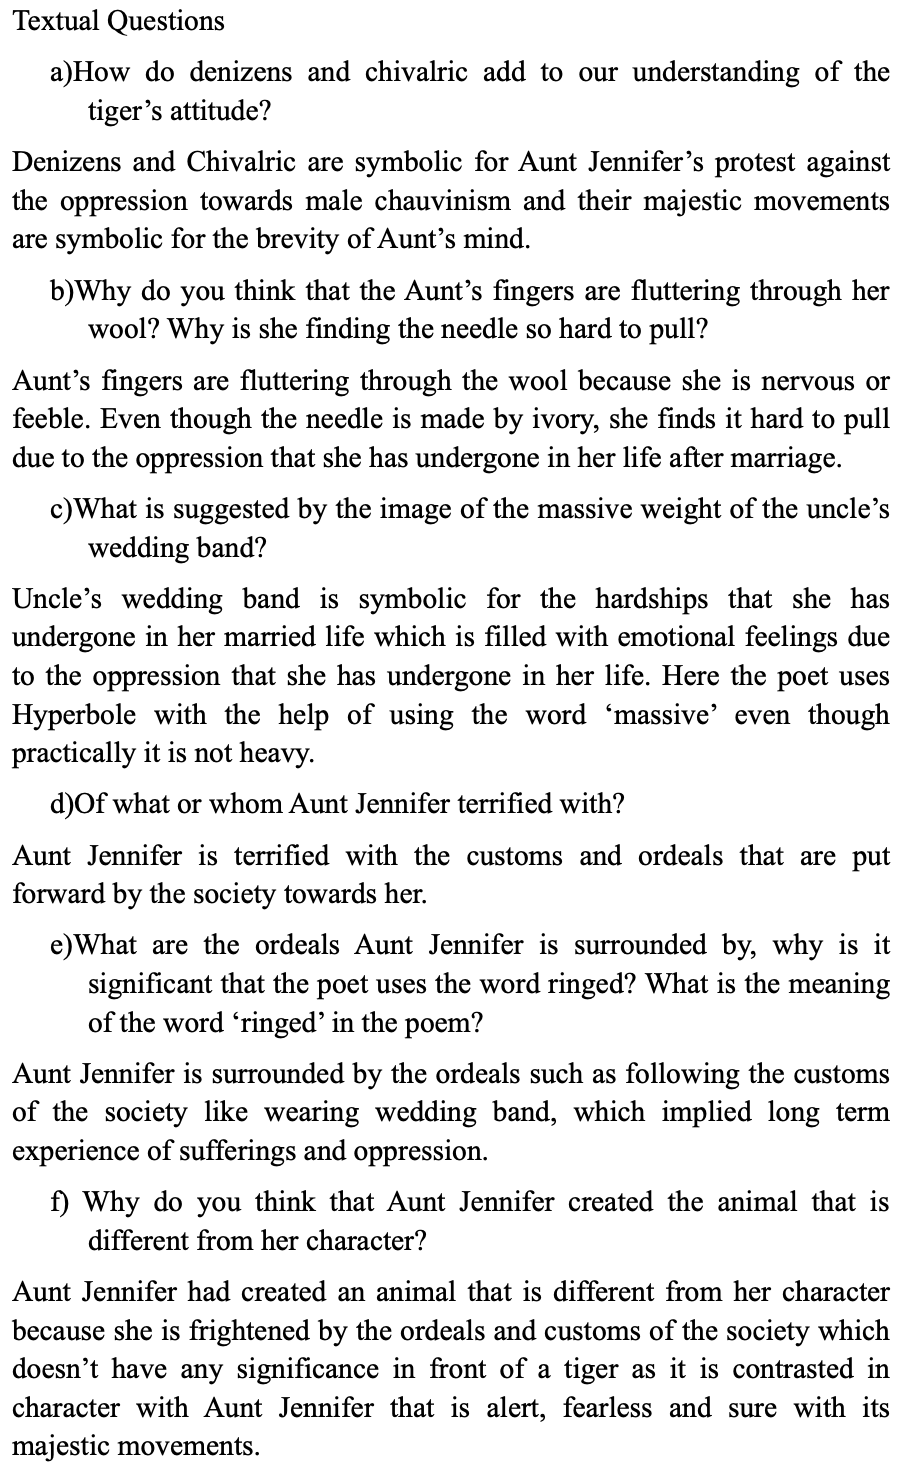 Textual Questions
a)How do denizens and chivalric add to our understanding of the
tiger’s attitude?
Denizens and Chivalric are symbolic for Aunt Jennifer’s protest against
the oppression towards male chauvinism and their majestic movements
are symbolic for the brevity of Aunt’s mind.
b)Why do you think that the Aunt’s fingers are fluttering through her
wool? Why is she finding the needle so hard to pull?
Aunt’s fingers are fluttering through the wool because she is nervous or
feeble. Even though the needle is made by ivory, she finds it hard to pull
due to the oppression that she has undergone in her life after marriage.
c)What is suggested by the image of the massive weight of the uncle’s
wedding band?
Uncle’s wedding band is symbolic for the hardships that she has
undergone in her married life which is filled with emotional feelings due
to the oppression that she has undergone in her life. Here the poet uses
Hyperbole with the help of using the word ‘massive’ even though
practically it is not heavy.
d)Of what or whom Aunt Jennifer terrified with?
Aunt Jennifer is terrified with the customs and ordeals that are put
forward by the society towards her.
e)What are the ordeals Aunt Jennifer is surrounded by, why is it
significant that the poet uses the word ringed? What is the meaning
of the word ‘ringed’ in the poem?
Aunt Jennifer is surrounded by the ordeals such as following the customs
of the society like wearing wedding band, which implied long term
experience of sufferings and oppression.
f) Why do you think that Aunt Jennifer created the animal that is
different from her character?
Aunt Jennifer had created an animal that is different from her character
because she is frightened by the ordeals and customs of the society which
doesn’t have any significance in front of a tiger as it is contrasted in
character with Aunt Jennifer that is alert, fearless and sure with its
majestic movements.